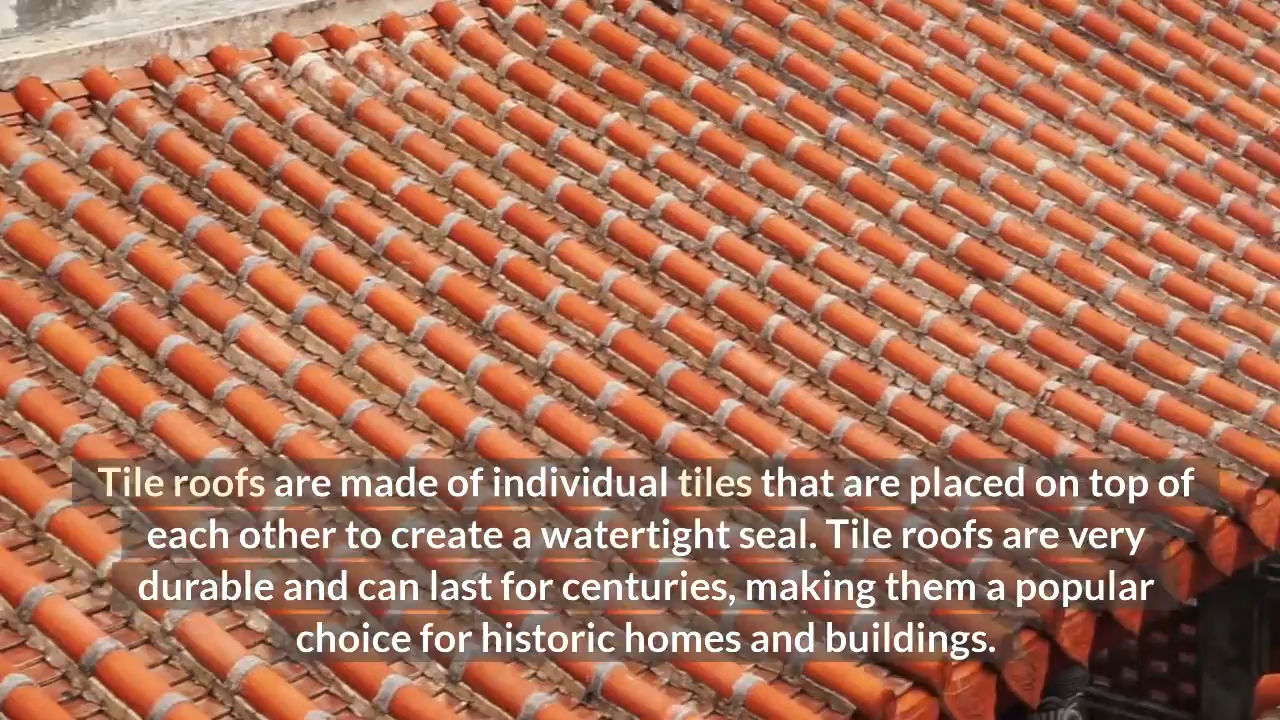 Tile roofs are made of individual tiles that are placed on top of
each other to create a watertight seal. Tile roofs are very
durable and can last for centuries, making them a popular
choice for historic homes and buildings.